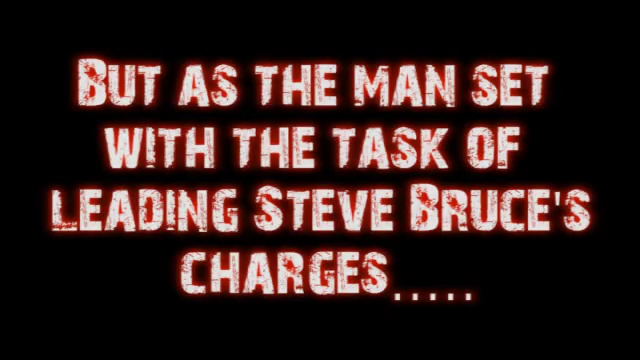 But as the man set
with the task of
leading Steve Bruce's
charges.....